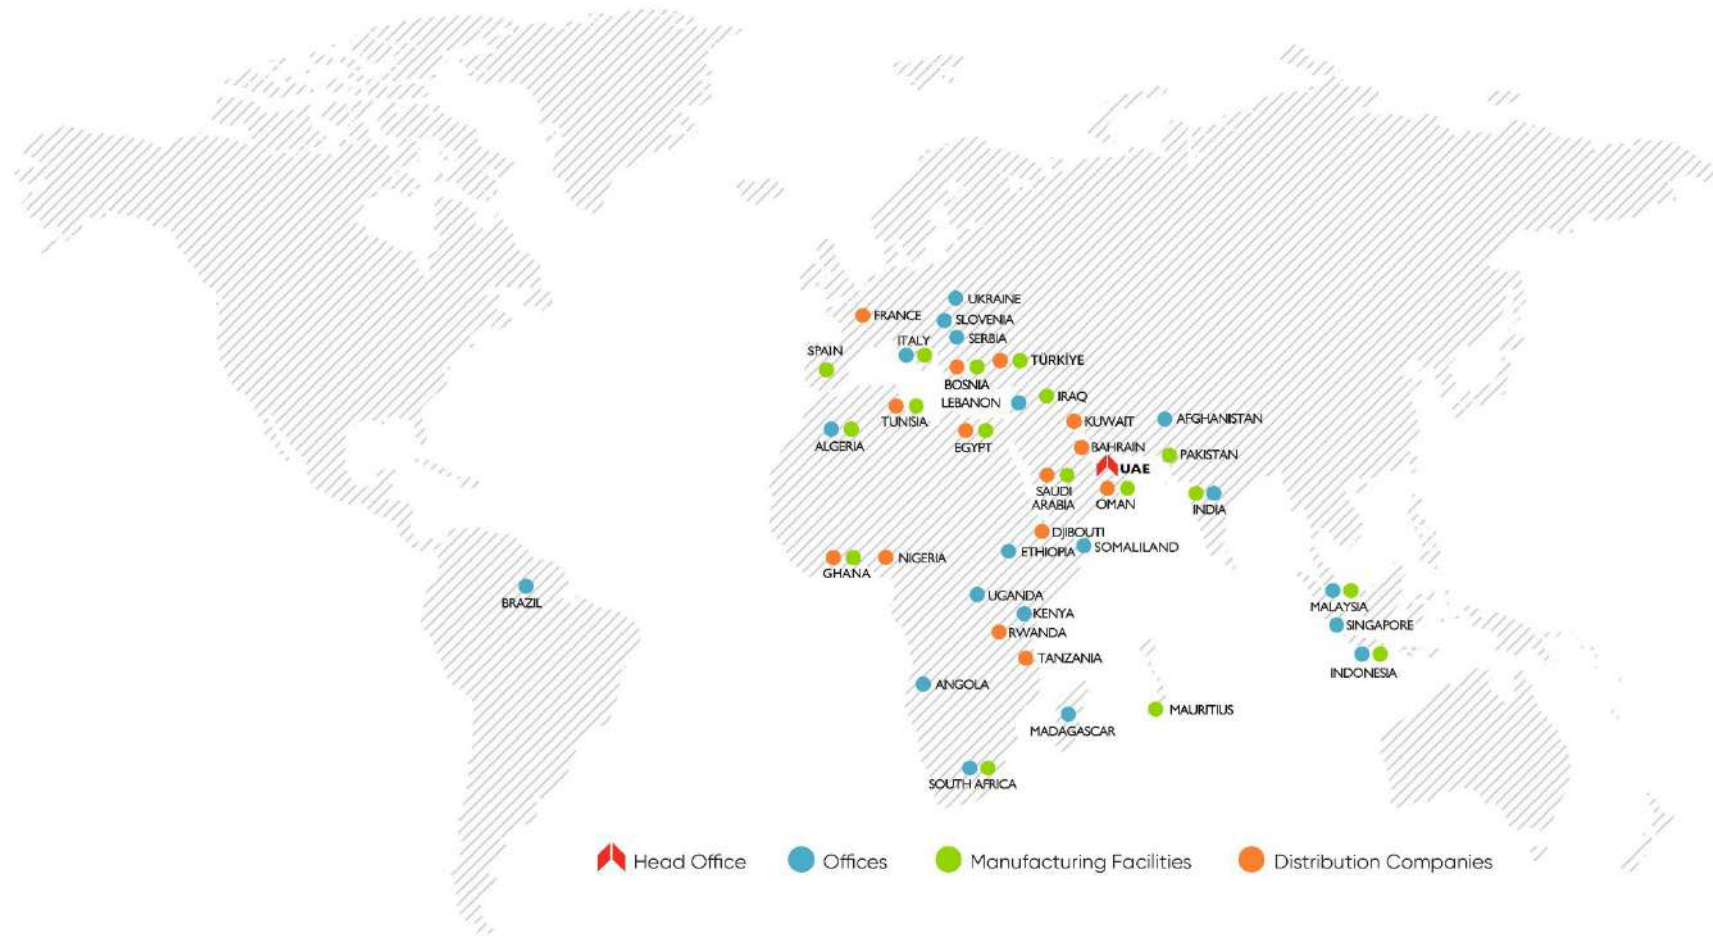 UKRAINE
FRANCE
SLOVENIA
SERBIA
ITALY
SPAIN
TÜRKİYE
BOSNIA
LEBANON
IRAQ
TUNISIA
KUWAIT
AFGHANISTAN
ALGERIA
EGYPT
BAHRAIN
PAKISTAN
UAE
SAUDI
ARABIA
OMAN
INDIA
DJIBOUTI
ETHIOPIA
SOMALILAND
GHANA
NIGERIA
BRAZIL
UGANDA
MALAYSIA
KENYA
SINGAPORE
RWANDA
TANZANIA
INDONESIA
ANGOLA
MAURITIUS
MADAGASCAR
SOUTH AFRICA
Head Office
Offices
Manufacturing Facilities
Distribution Companies